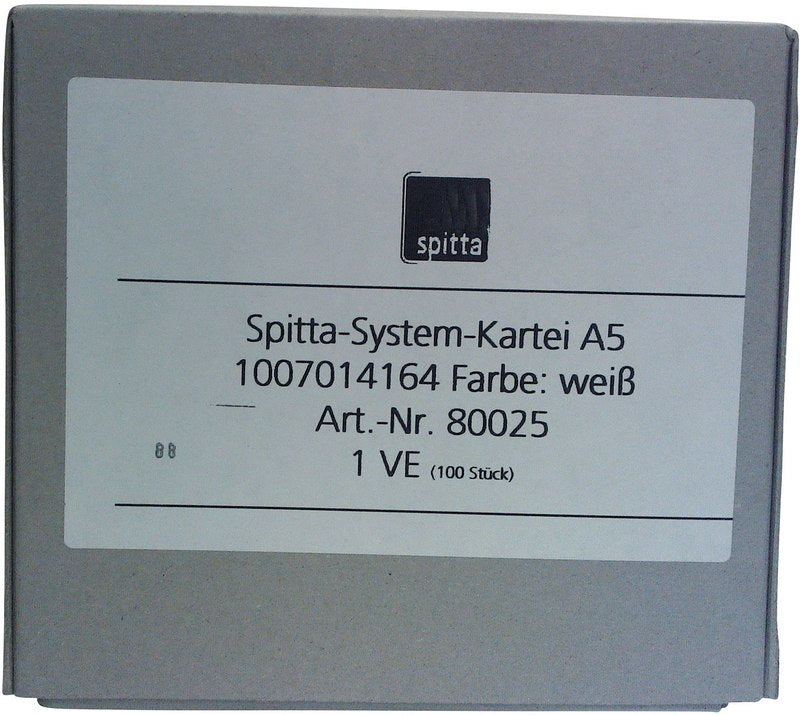 spitta
Spitta-System-Kartei A5
1007014164 Farbe: weiß
Art.-Nr. 80025
88
1 VE (100 Stück)